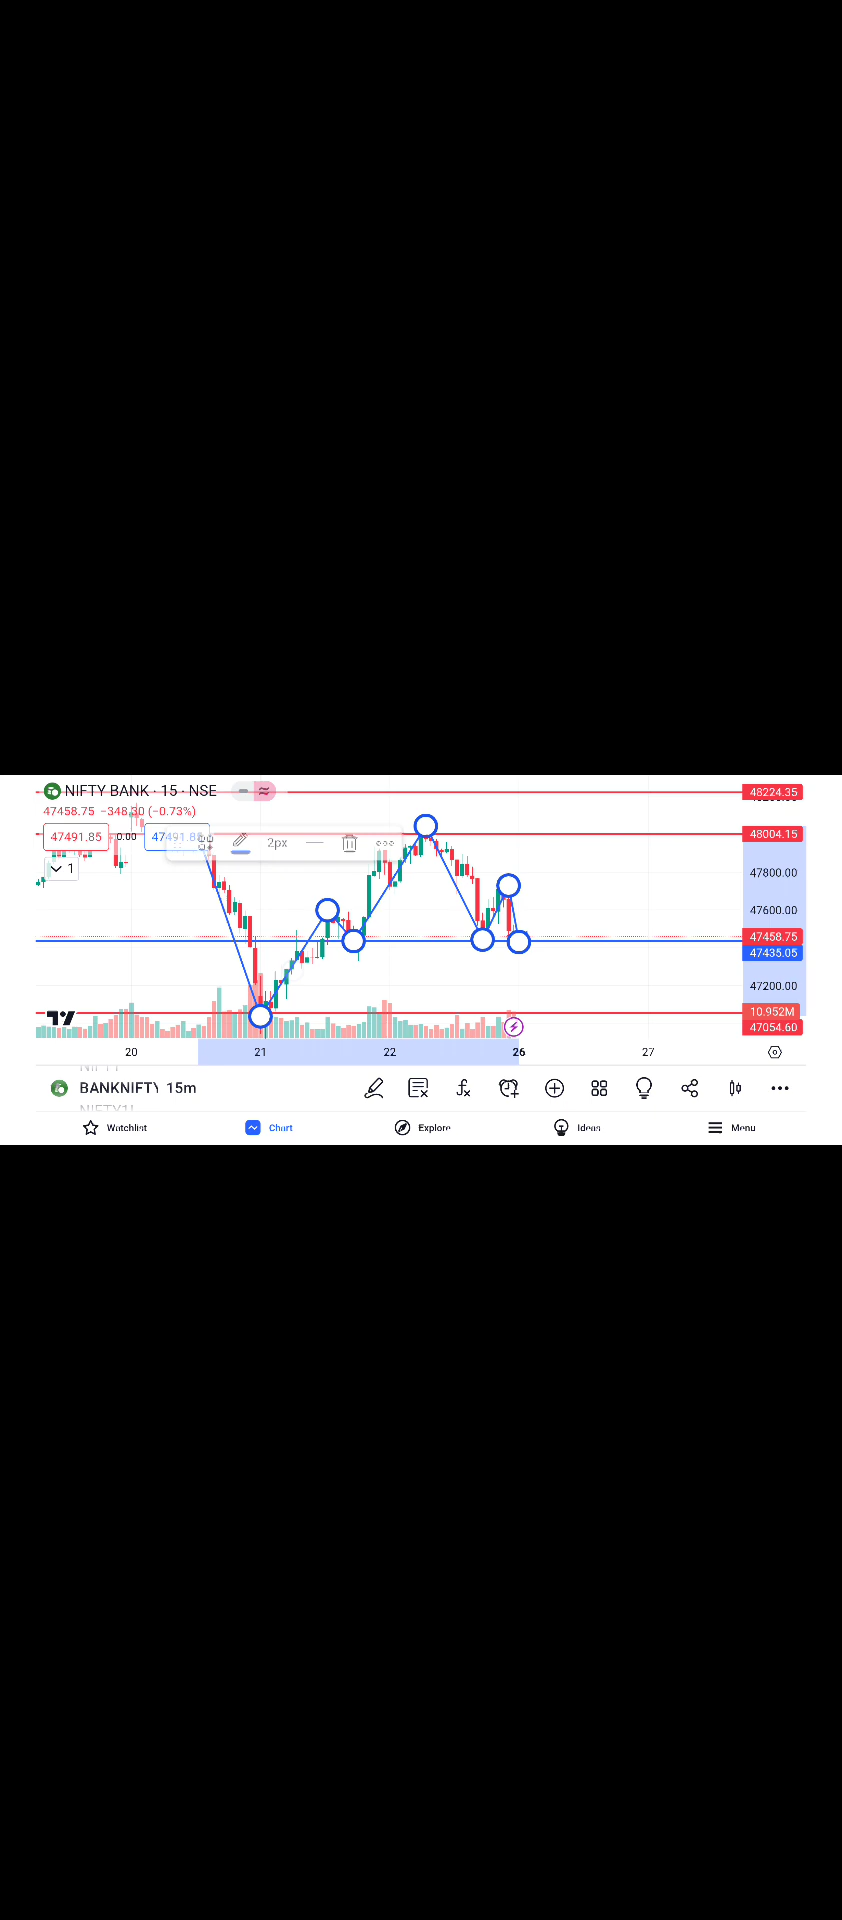 NIFTY BANK · 15 · NSE
48224.35
47458.75 −348.30 (−0.73%)
47491.85 0.00
2px
48004.15
1
47800.00
47600.00
47458.75
47435.05
47200.00
10.952M
47054.60
20 21 22 26 27
BANKNIFTY 15m
Watchlist Chart Explore Ideas Menu